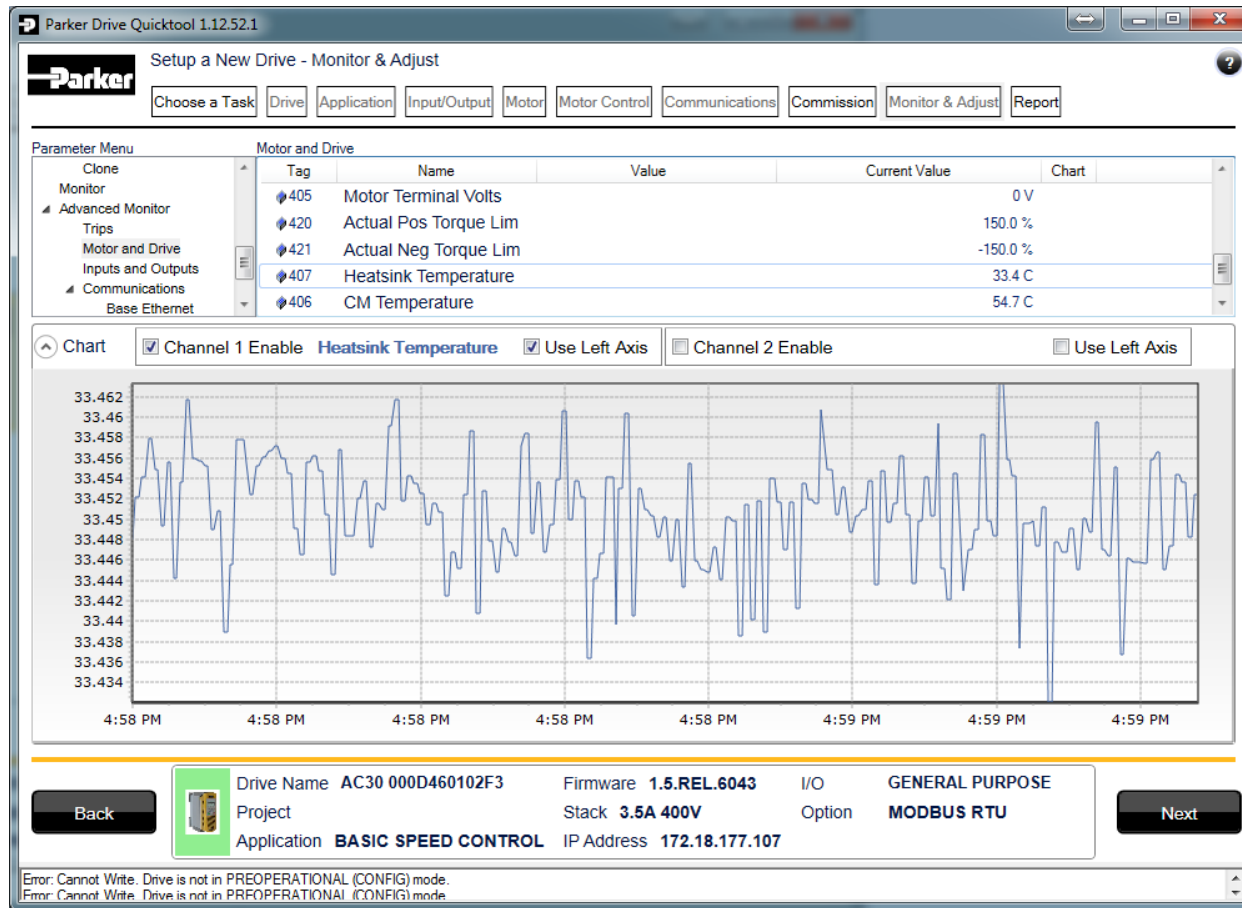 Parker Drive Quicktool 1.12.52.1
Parker
Setup a New Drive - Monitor & Adjust
?
Choose a Task Drive Application Input/Output Motor Motor Control Communications Commission Monitor & Adjust Report
Parameter Menu
Clone
Monitor
Advanced Monitor
Trips
Motor and Drive
Inputs and Outputs
Communications
Base Ethernet
Motor and Drive
Tag Name Value Current Value Chart
405 Motor Terminal Volts 0 V
420 Actual Pos Torque Lim 150.0 %
421 Actual Neg Torque Lim -150.0 %
407 Heatsink Temperature 33.4 C
406 CM Temperature 54.7 C
Chart Channel 1 Enable Heatsink Temperature Use Left Axis Channel 2 Enable Use Left Axis
33.462
33.46
33.458
33.456
33.454
33.452
33.45
33.448
33.446
33.444
33.442
33.44
33.438
33.436
33.434
4:58 PM 4:58 PM 4:58 PM 4:58 PM 4:58 PM 4:59 PM 4:59 PM 4:59 PM
Back
Drive Name AC30 000D460102F3 Firmware 1.5.REL.6043 I/O GENERAL PURPOSE
Project Stack 3.5A 400V Option MODBUS RTU
Application BASIC SPEED CONTROL IP Address 172.18.177.107
Next
Error: Cannot Write. Drive is not in PREOPERATIONAL (CONFIG) mode.
Error: Cannot Write. Drive is not in PREOPERATIONAL (CONFIG) mode